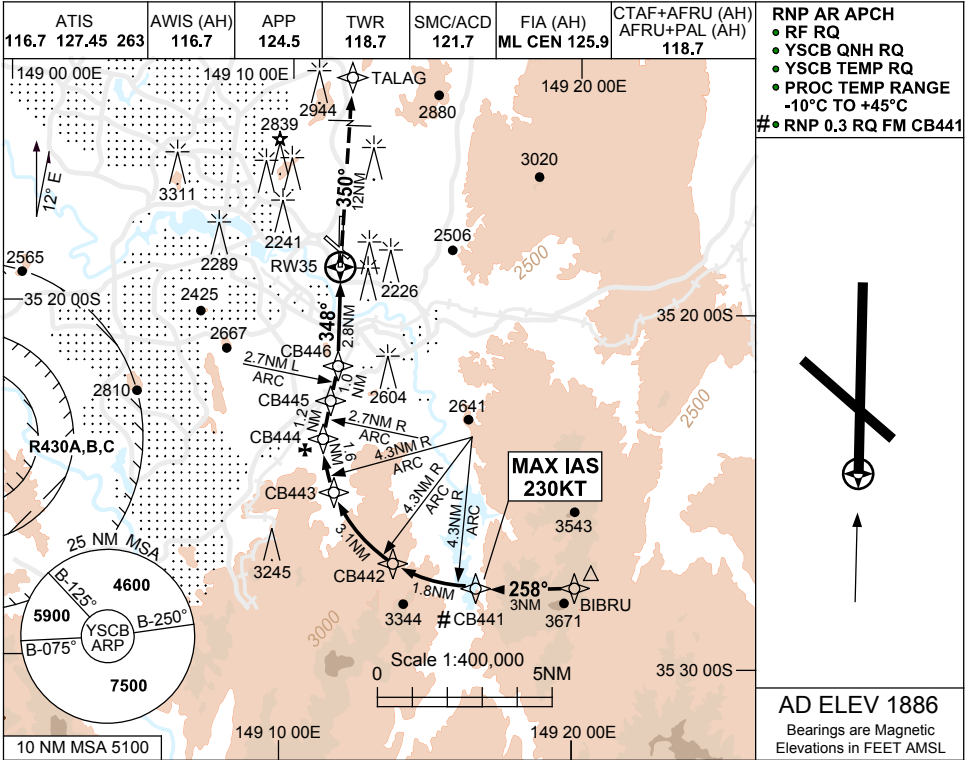 ATIS
116.7 127.45 263
AWIS (AH)
116.7
APP
124.5
TWR
118.7
SMC/ACD
121.7
FIA (AH)
ML CEN 125.9
CTAF+AFRU (AH)
AFRU+PAL (AH)
118.7
RNP AR APCH
• RF RQ
• YSCB QNH RQ
• YSCB TEMP RQ
• PROC TEMP RANGE
-10°C TO +45°C
# • RNP 0.3 RQ FM CB441
149 00 00E
149 10 00E
149 20 00E
TALAG
2944
2880
2839
3020
12° E
3311
350°
12NM
2241
2289
2506
2500
2565
RW35
2226
35 20 00S
35 20 00S
2425
348°
2.8NM
2667
CB446
2.7NM L
ARC
1.0
NM
2604
2810
CB445
2500
1.2
NM
2.7NM R
ARC
2641
R430A,B,C
CB444
4.3NM R
ARC
1.6
NM
4.3NM R
ARC
4.3NM R
ARC
MAX IAS
230KT
CB443
3543
25 NM MSA
3.1NM
3245
CB442
4600
B-125°
5900
YSCB
ARP
B-250°
B-075°
7500
1.8NM
258°
3NM
BIBRU
3344
# CB441
3671
3000
Scale 1:400,000
0
5NM
35 30 00S
149 10 00E
149 20 00E
10 NM MSA 5100
AD ELEV 1886
Bearings are Magnetic
Elevations in FEET AMSL